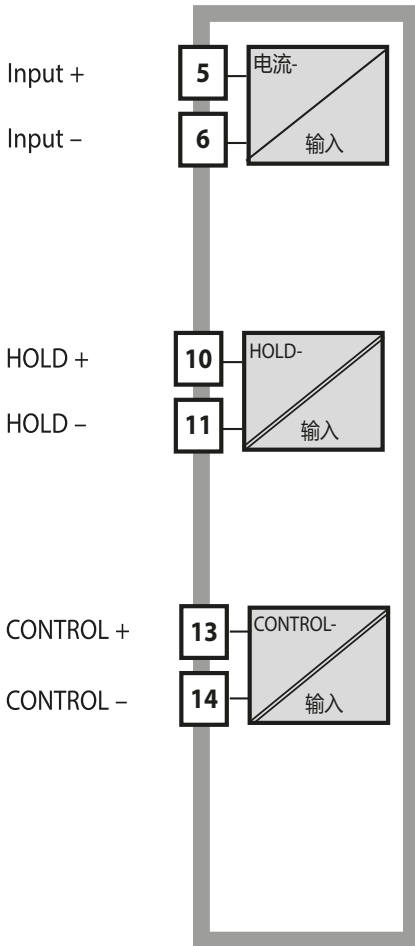 Input +
5
电流-
Input –
6
输入
HOLD +
10
HOLD-
HOLD –
11
输入
CONTROL +
13
CONTROL-
CONTROL –
14
输入